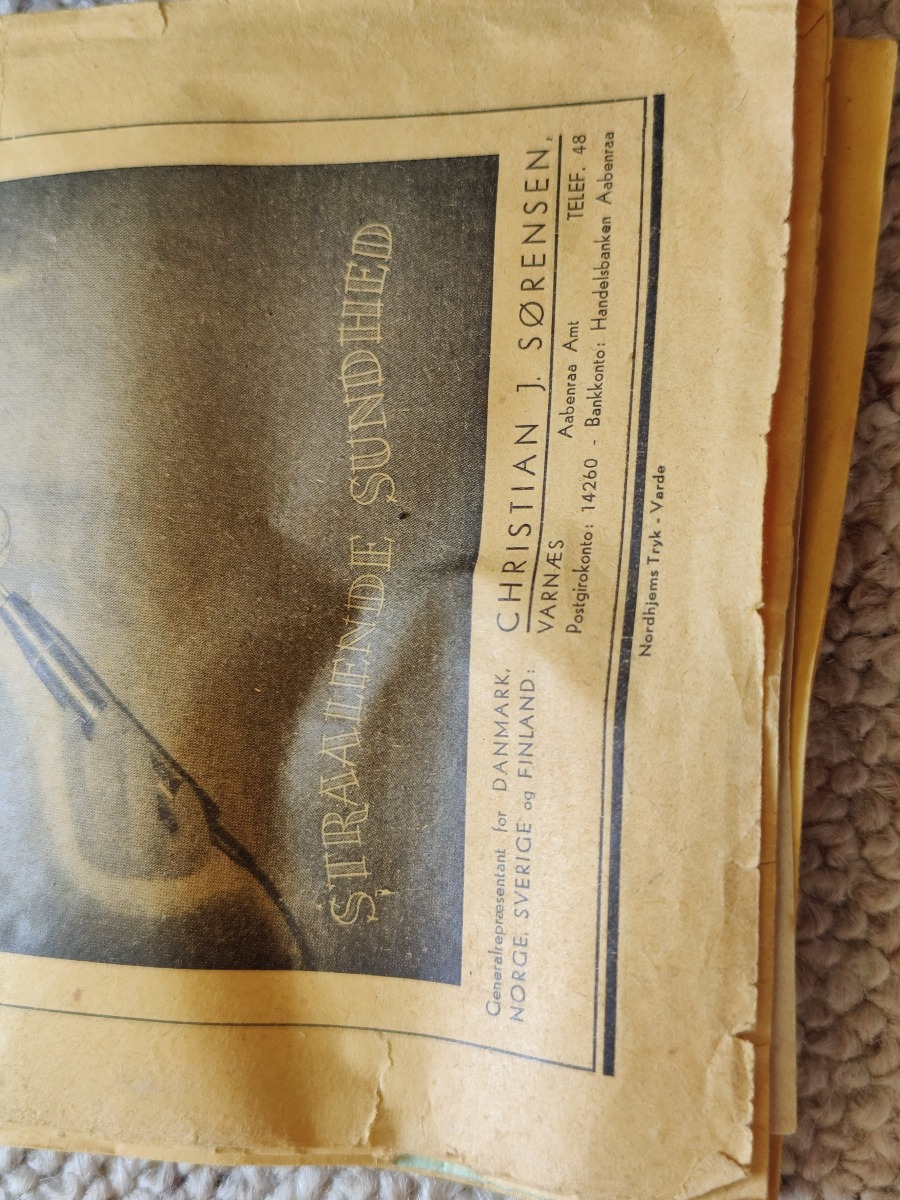 STRAALENDE SUNDHED
Generalrepræsentant for DANMARK,
NORGE, SVERIGE og FINLAND:
CHRISTIAN J. SØRENSEN,
VARNÆS Aabenraa Amt TELEF. 48
Postgirokonto: 14260 - Bankkonto: Handelsbanken Aabenraa
Nordhjems Tryk - Varde